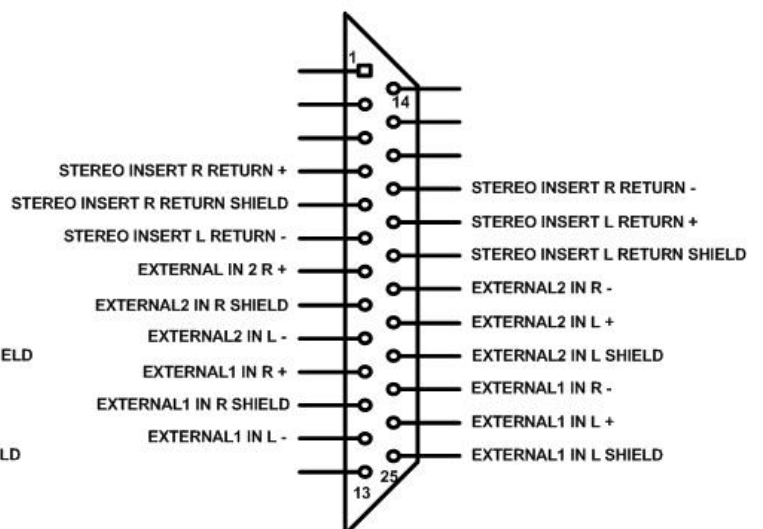 1
14
STEREO INSERT R RETURN +
STEREO INSERT R RETURN -
STEREO INSERT R RETURN SHIELD
STEREO INSERT L RETURN +
STEREO INSERT L RETURN -
STEREO INSERT L RETURN SHIELD
EXTERNAL IN 2 R +
EXTERNAL2 IN R -
EXTERNAL2 IN R SHIELD
EXTERNAL2 IN L +
EXTERNAL2 IN L -
ELD
EXTERNAL2 IN L SHIELD
EXTERNAL1 IN R +
EXTERNAL1 IN R -
EXTERNAL1 IN R SHIELD
EXTERNAL1 IN L +
EXTERNAL1 IN L -
LD
EXTERNAL1 IN L SHIELD
25
13